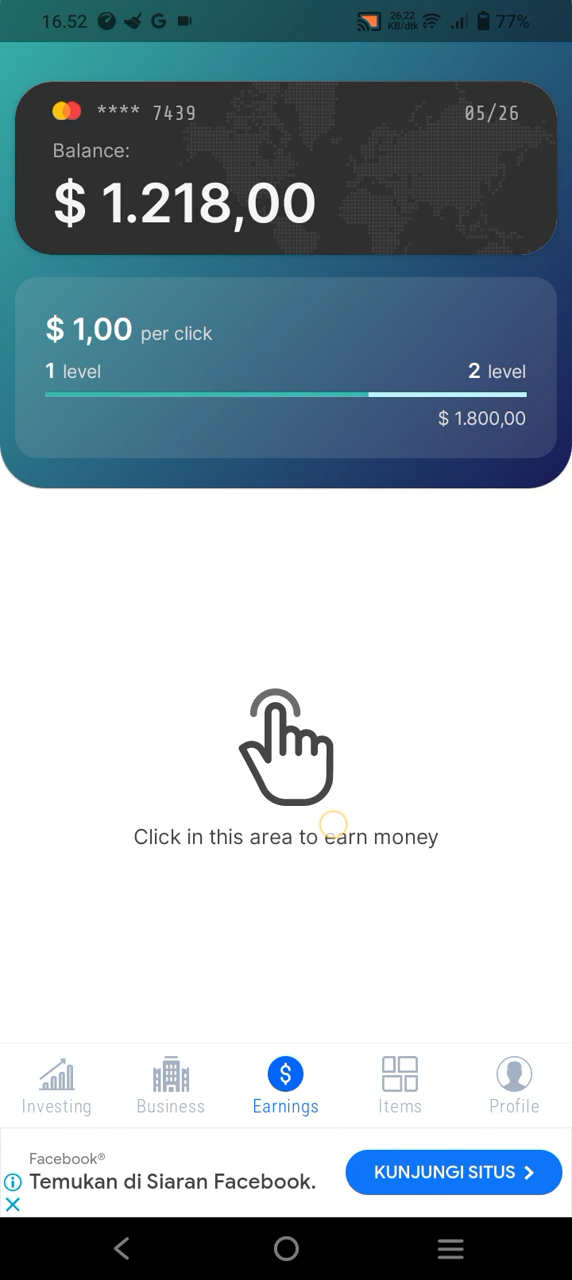 16.52
26,22
KB/dtk
77%
**** 7439
05/26
Balance:
$ 1.218,00
$ 1,00 per click
1 level
2 level
$ 1.800,00
Click in this area to earn money
Investing
Business
Earnings
Items
Profile
Facebook®
Temukan di Siaran Facebook.
KUNJUNGI SITUS